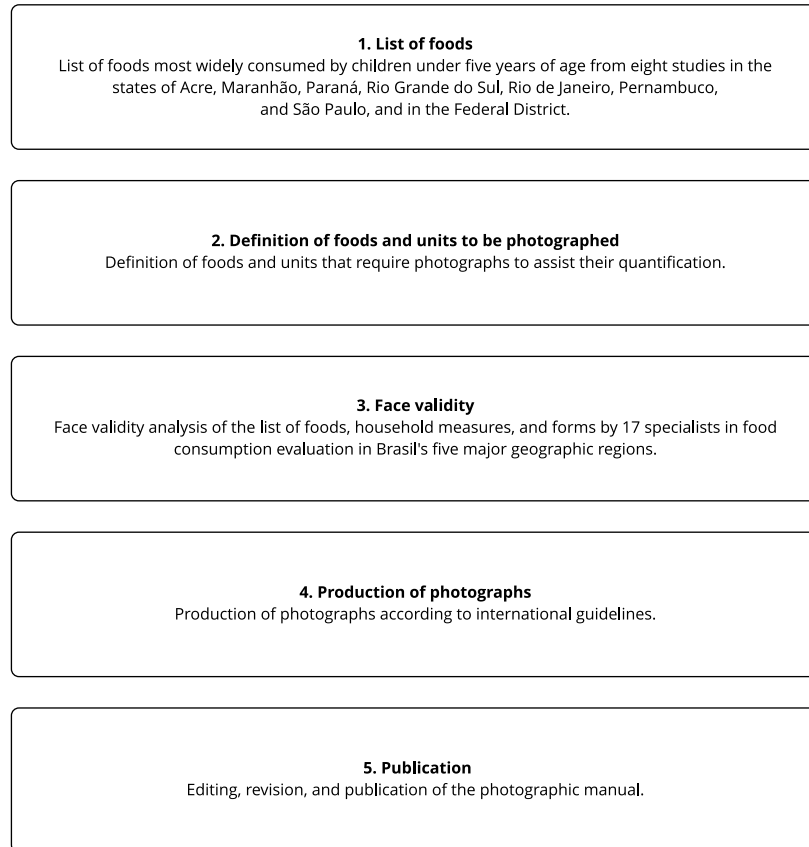 1. List of foods
List of foods most widely consumed by children under five years of age from eight studies in the
states of Acre, Maranhão, Paraná, Rio Grande do Sul, Rio de Janeiro, Pernambuco,
and São Paulo, and in the Federal District.
2. Definition of foods and units to be photographed
Definition of foods and units that require photographs to assist their quantification.
3. Face validity
Face validity analysis of the list of foods, household measures, and forms by 17 specialists in food
consumption evaluation in Brasil's five major geographic regions.
4. Production of photographs
Production of photographs according to international guidelines.
5. Publication
Editing, revision, and publication of the photographic manual.